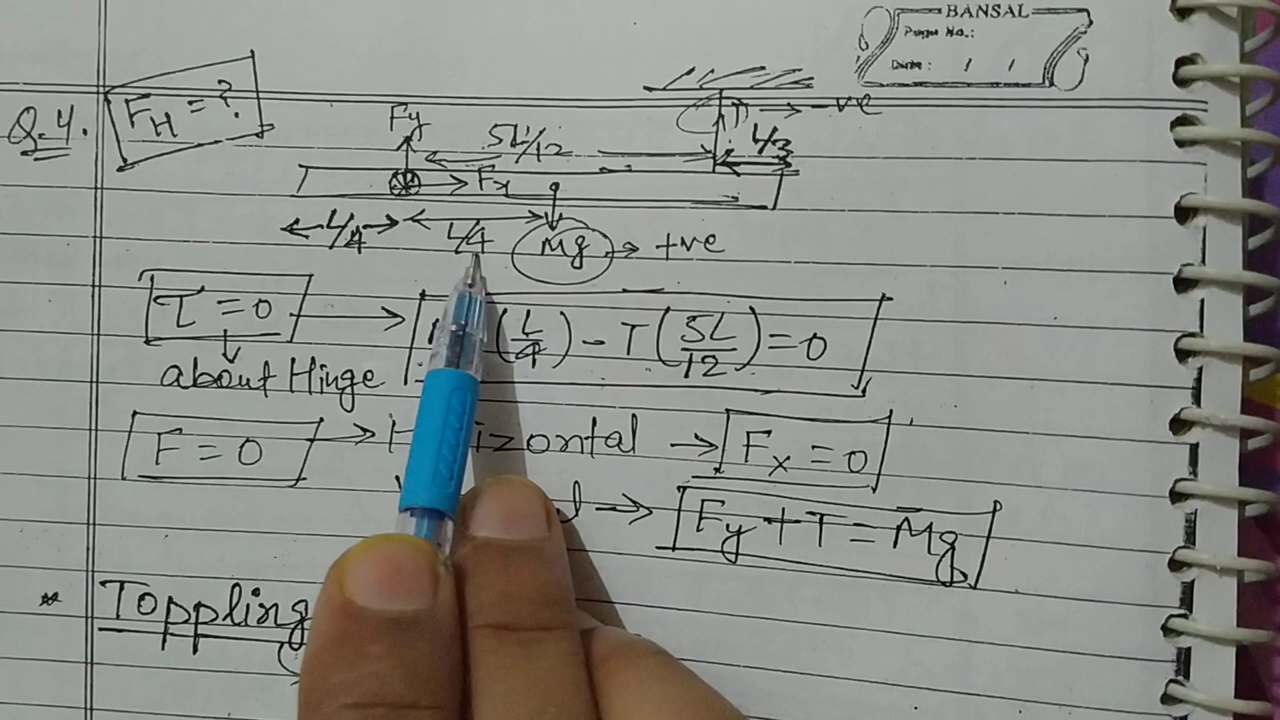 BANSAL
Page No.:
Date: / /
Q.4. F_H = ?
Fy 5L/12 T → -ve
L/3
Fx
L/4 L/4 Mg → +ve
τ = 0 → (L/4) - T(5L/12) = 0
about Hinge
F = 0 → Horizontal → Fx = 0
→ Fy + T = Mg
* Toppling